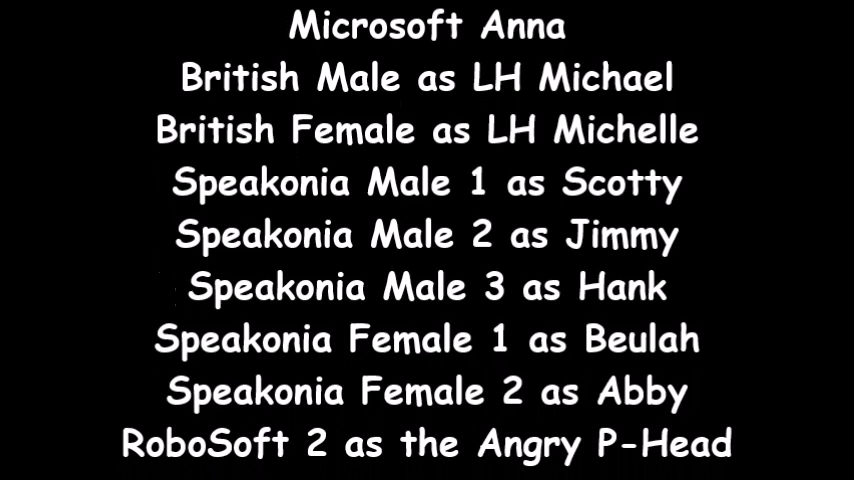 Microsoft Anna
British Male as LH Michael
British Female as LH Michelle
Speakonia Male 1 as Scotty
Speakonia Male 2 as Jimmy
Speakonia Male 3 as Hank
Speakonia Female 1 as Beulah
Speakonia Female 2 as Abby
RoboSoft 2 as the Angry P-Head